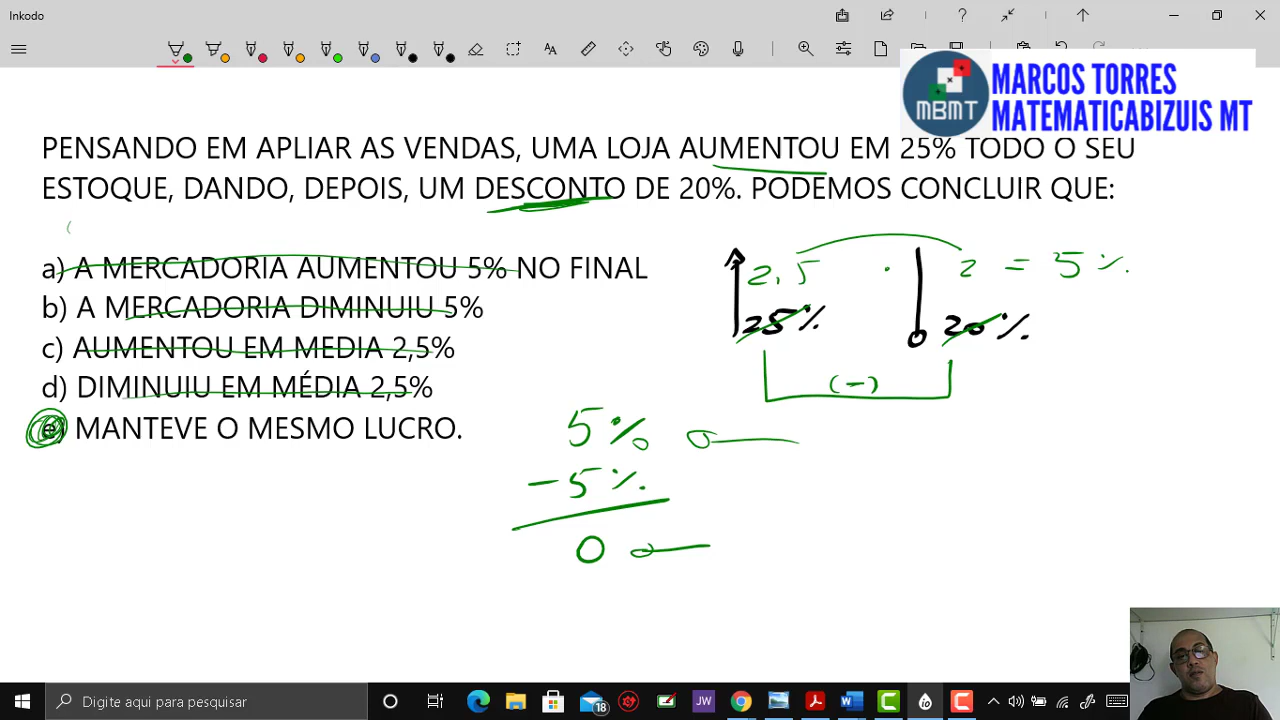 Inkodo
MARCOS TORRES
MATEMATICABIZUIS MT
MBMT
PENSANDO EM APLIAR AS VENDAS, UMA LOJA AUMENTOU EM 25% TODO O SEU
ESTOQUE, DANDO, DEPOIS, UM DESCONTO DE 20%. PODEMOS CONCLUIR QUE:
a) A MERCADORIA AUMENTOU 5% NO FINAL
b) A MERCADORIA DIMINUIU 5%
c) AUMENTOU EM MEDIA 2,5%
d) DIMINUIU EM MÉDIA 2,5%
e) MANTEVE O MESMO LUCRO.
2,5 . 2 = 5 %
25% 20%
(-)
5%
-5%
0
Digite aqui para pesquisar
18
JW